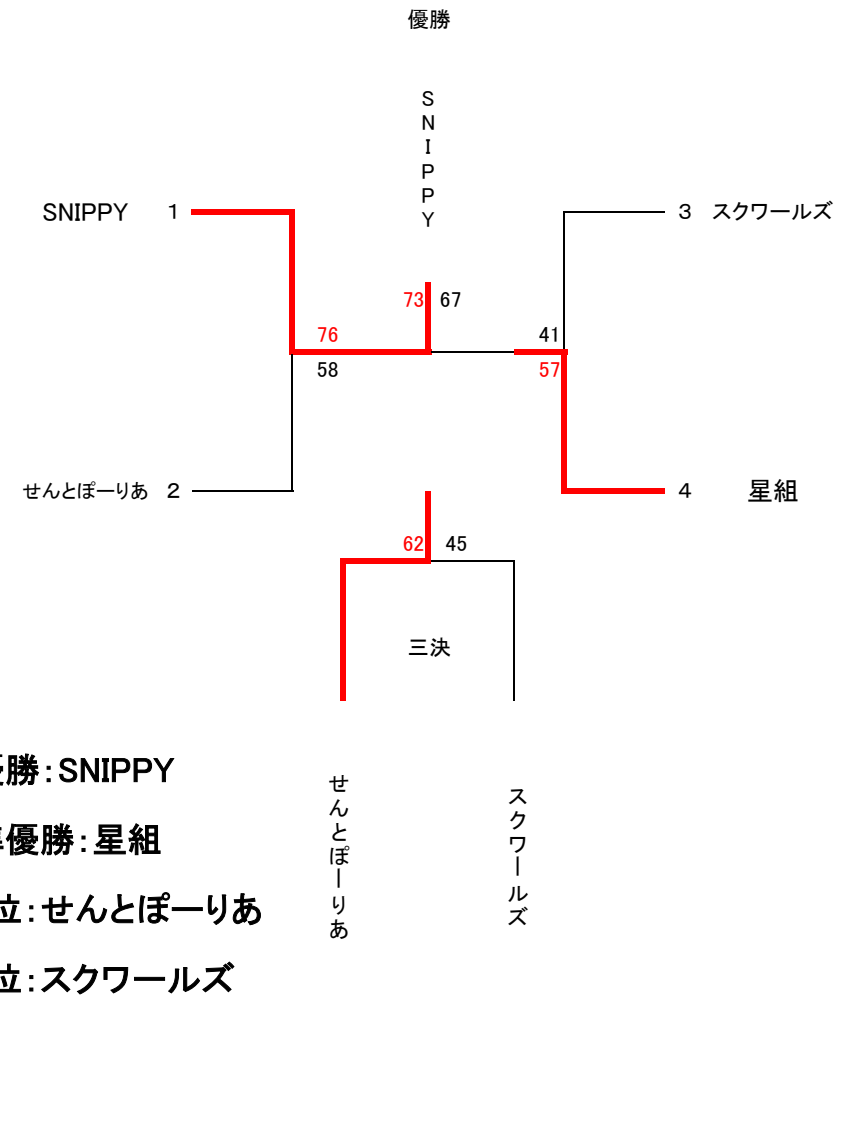 優勝
SNIPPY
SNIPPY 1
3 スクワールズ
73 67
76
41
58
57
せんとぽーりあ 2
4 星組
62 45
三決
せんとぽーりあ
スクワールズ
優勝:SNIPPY
準優勝:星組
位:せんとぽーりあ
位:スクワールズ